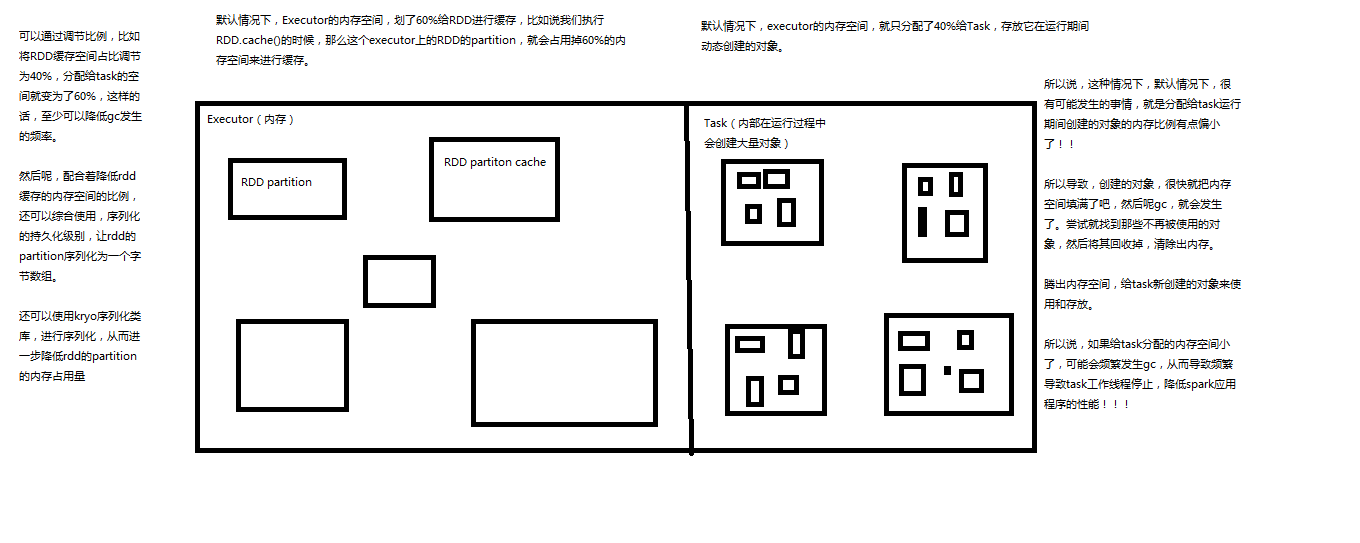 可以通过调节比例，比如
将RDD缓存空间占比调节
为40%，分配给task的空
间就变为了60%，这样的
话，至少可以降低gc发生
的频率。
然后呢，配合着降低rdd
缓存的内存空间的比例，
还可以综合使用，序列化
的持久化级别，让rdd的
partition序列化为一个字
节数组。
还可以使用kryo序列化类
库，进行序列化，从而进
一步降低rdd的partition
的内存占用量
默认情况下，Executor的内存空间，划了60%给RDD进行缓存，比如说我们执行
RDD.cache()的时候，那么这个executor上的RDD的partition，就会占用掉60%的内
存空间来进行缓存。
默认情况下，executor的内存空间，就只分配了40%给Task，存放它在运行期间
动态创建的对象。
Executor（内存）
RDD partition
RDD partiton cache
Task（内部在运行过程中
会创建大量对象）
所以说，这种情况下，默认情况下，很
有可能发生的事情，就是分配给task运行
期间创建的对象的内存比例有点偏小
了！！
所以导致，创建的对象，很快就把内存
空间填满了吧，然后呢gc，就会发生
了。尝试就找到那些不再被使用的对
象，然后将其回收掉，清除出内存。
腾出内存空间，给task新创建的对象来使
用和存放。
所以说，如果给task分配的内存空间小
了，可能会频繁发生gc，从而导致频繁
导致task工作线程停止，降低spark应用
程序的性能！！！